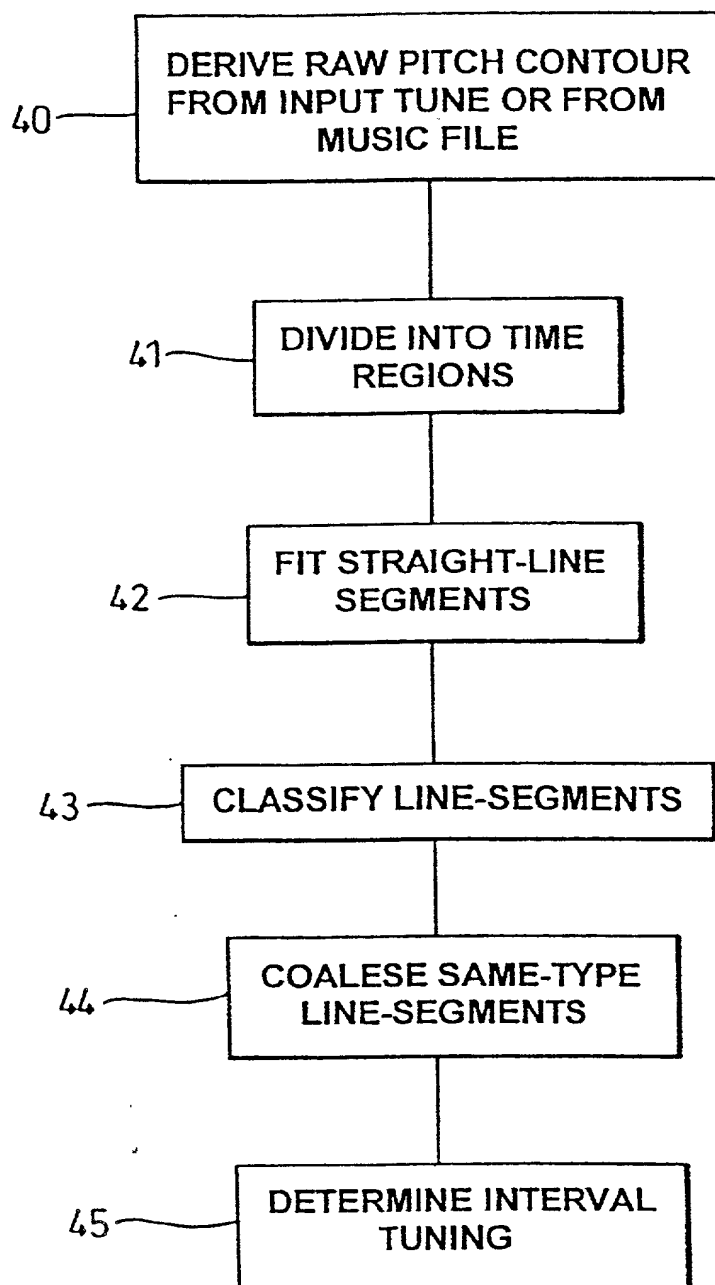 DERIVE RAW PITCH CONTOUR
FROM INPUT TUNE OR FROM
MUSIC FILE
40
DIVIDE INTO TIME
REGIONS
41
FIT STRAIGHT-LINE
SEGMENTS
42
CLASSIFY LINE-SEGMENTS
43
COALESE SAME-TYPE
LINE-SEGMENTS
44
DETERMINE INTERVAL
TUNING
45